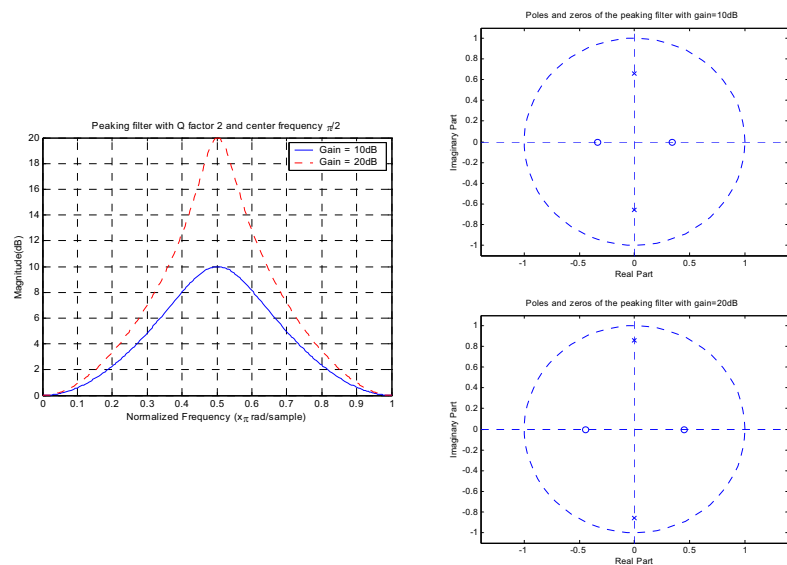 Peaking filter with Q factor 2 and center frequency π/2
Gain = 10dB
Gain = 20dB
Magnitude(dB)
20
18
16
14
12
10
8
6
4
2
0
0 0.1 0.2 0.3 0.4 0.5 0.6 0.7 0.8 0.9 1
Normalized Frequency (xπ rad/sample)
Poles and zeros of the peaking filter with gain=10dB
Imaginary Part
1
0.8
0.6
0.4
0.2
0
-0.2
-0.4
-0.6
-0.8
-1
-1 -0.5 0 0.5 1
Real Part
Poles and zeros of the peaking filter with gain=20dB
Imaginary Part
1
0.8
0.6
0.4
0.2
0
-0.2
-0.4
-0.6
-0.8
-1
-1 -0.5 0 0.5 1
Real Part